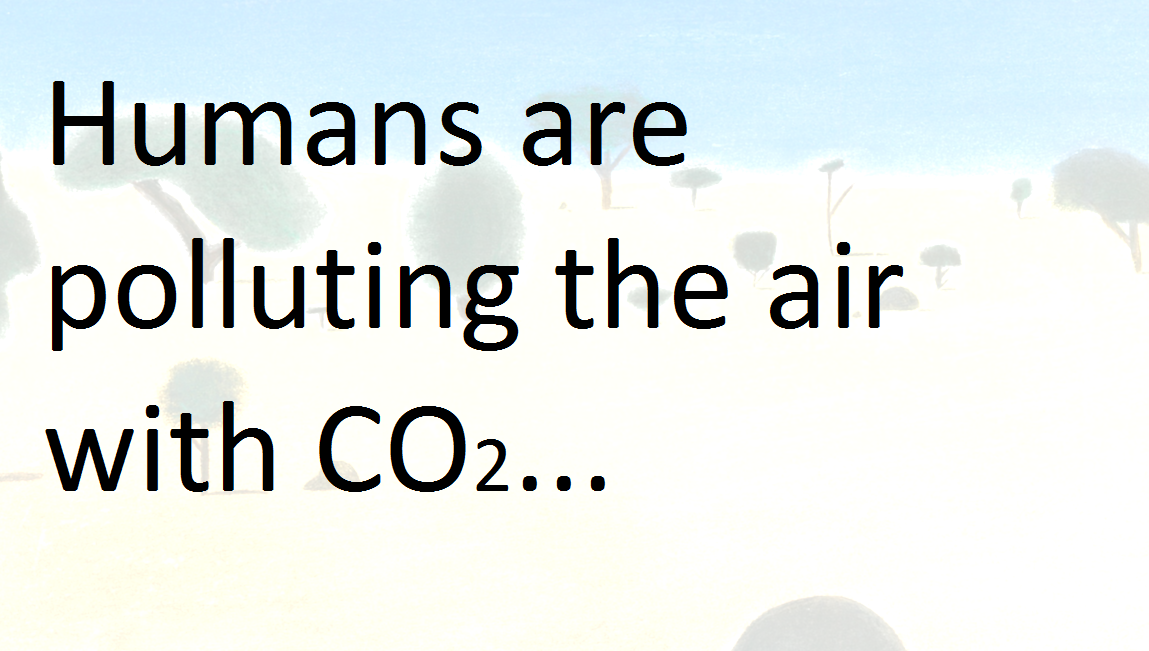 Humans are
polluting the air
with CO₂...